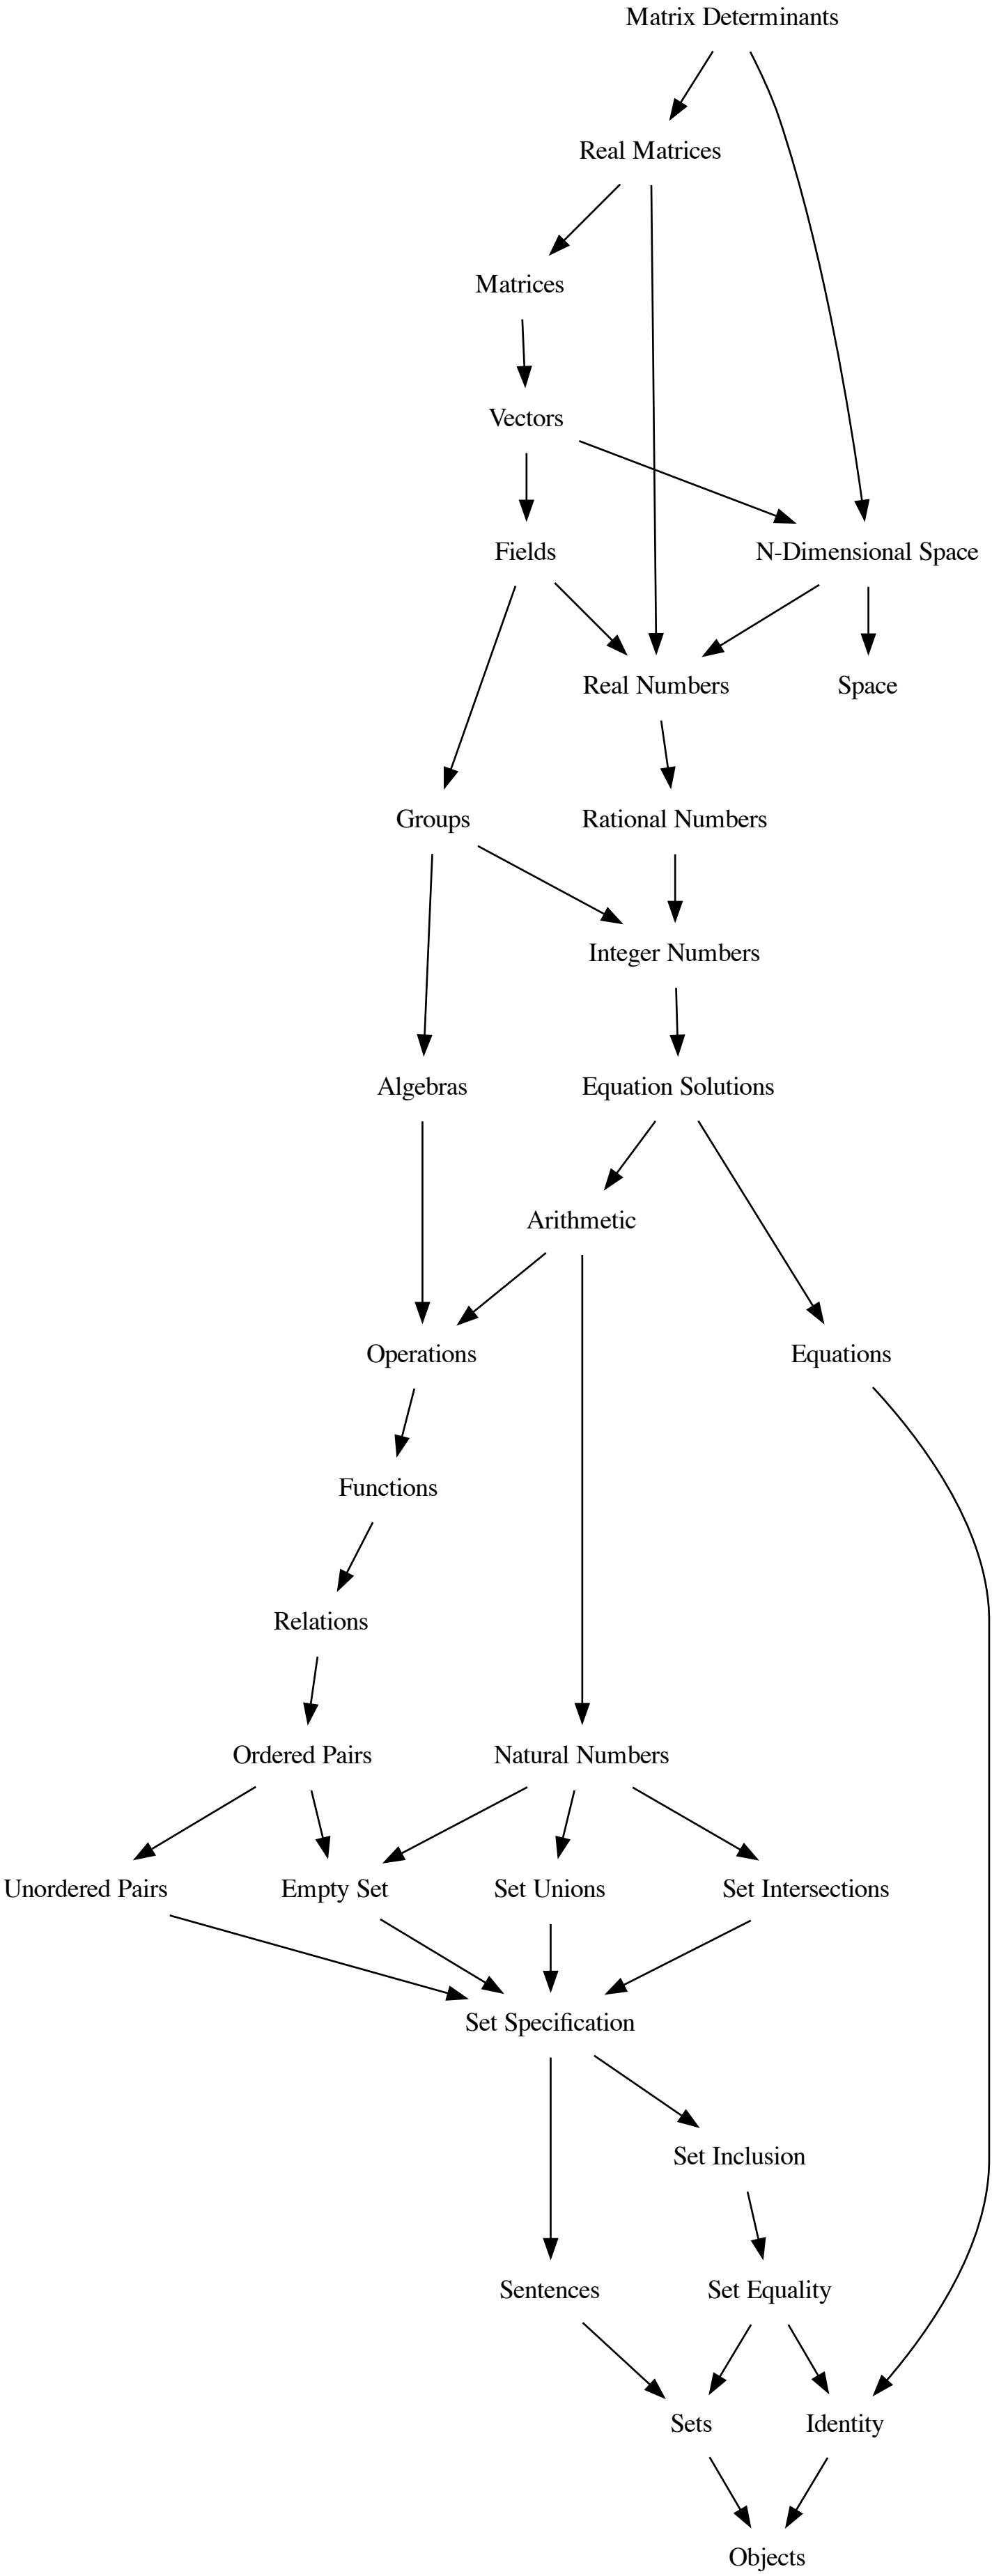 Matrix Determinants
Real Matrices
Matrices
Vectors
Fields
N-Dimensional Space
Real Numbers
Space
Groups
Rational Numbers
Integer Numbers
Algebras
Equation Solutions
Arithmetic
Operations
Equations
Functions
Relations
Ordered Pairs
Natural Numbers
Unordered Pairs
Empty Set
Set Unions
Set Intersections
Set Specification
Set Inclusion
Sentences
Set Equality
Sets
Identity
Objects